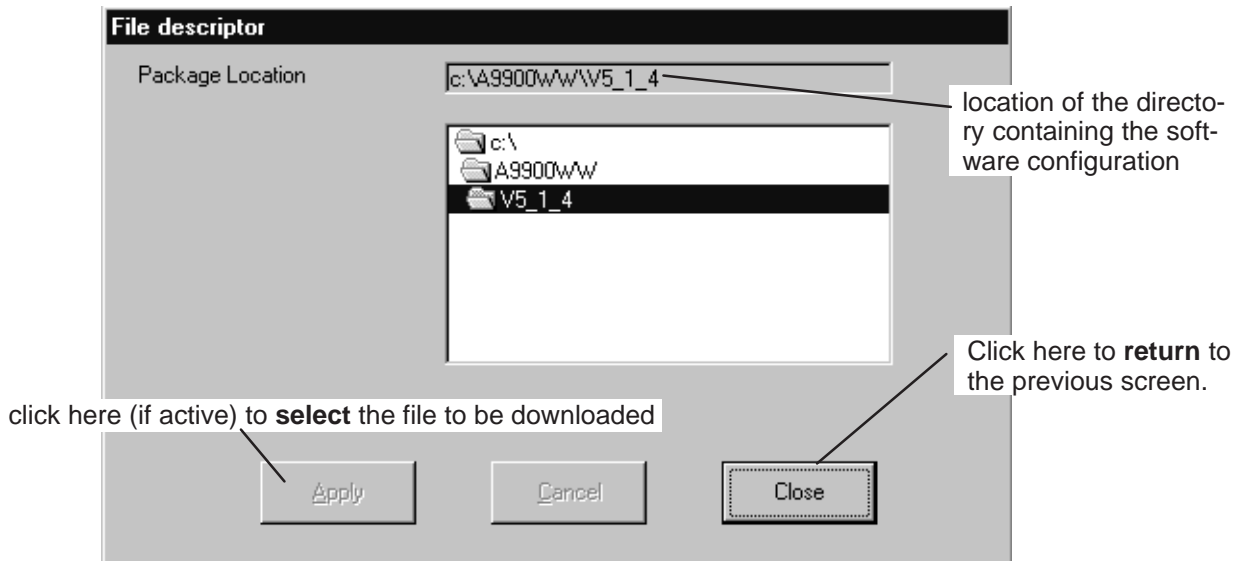 File descriptor
Package Location
c:\A9900WW\V5_1_4
location of the directo-
ry containing the soft-
ware configuration
c:\
A9900WW
V5_1_4
Click here to return to
the previous screen.
click here (if active) to select the file to be downloaded
Apply
Cancel
Close